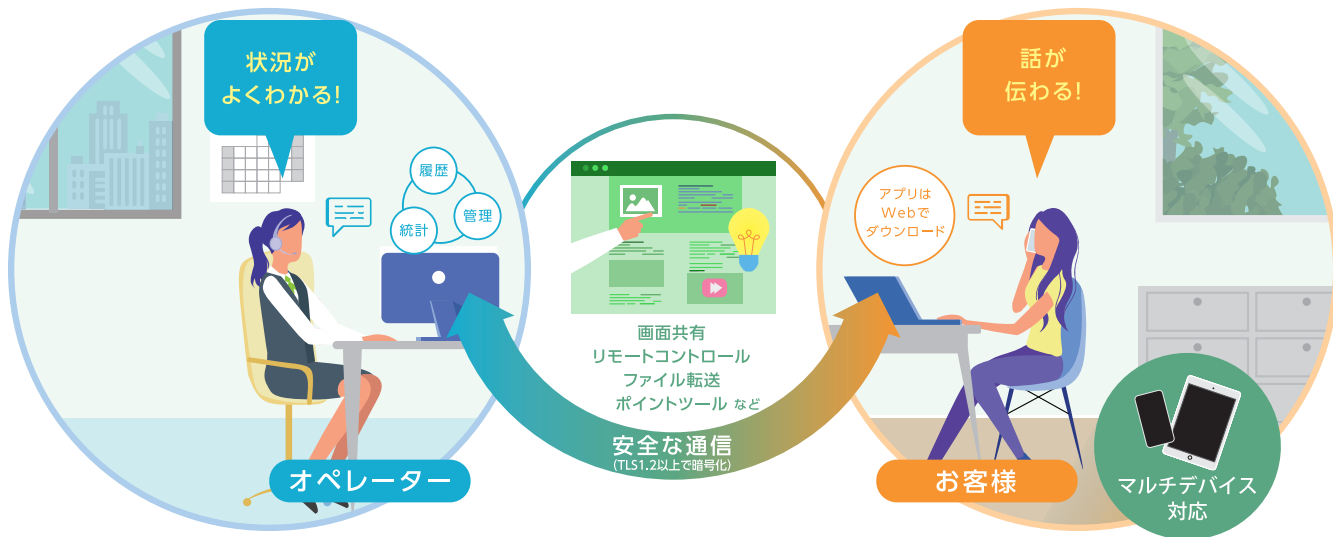 状況が
よくわかる!
履歴
管理
統計
オペレーター
画面共有
リモートコントロール
ファイル転送
ポイントツール など
安全な通信
(TLS1.2以上で暗号化)
話が
伝わる!
アプリは
Webで
ダウンロード
お客様
マルチデバイス
対応